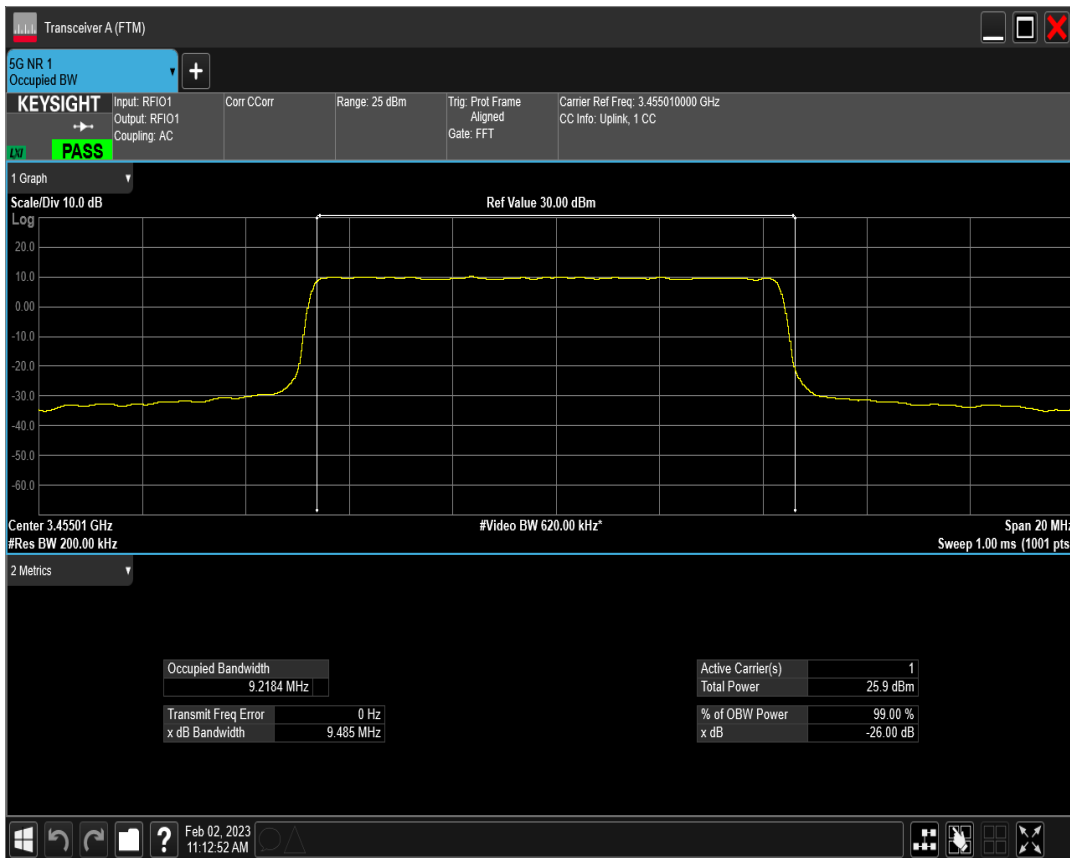 Transceiver A (FTM)
5G NR 1
Occupied BW
+
KEYSIGHT
LXI
PASS
Input: RFIO1
Output: RFIO1
Coupling: AC
Corr CCorr
Range: 25 dBm
Trig: Prot Frame
Aligned
Gate: FFT
Carrier Ref Freq: 3.455010000 GHz
CC Info: Uplink, 1 CC
1 Graph
Scale/Div 10.0 dB
Ref Value 30.00 dBm
Log
20.0
10.0
0.00
-10.0
-20.0
-30.0
-40.0
-50.0
-60.0
Center 3.45501 GHz
#Video BW 620.00 kHz*
Span 20 MHz
#Res BW 200.00 kHz
Sweep 1.00 ms (1001 pts
2 Metrics
Occupied Bandwidth
9.2184 MHz
Transmit Freq Error 0 Hz
x dB Bandwidth 9.485 MHz
Active Carrier(s) 1
Total Power 25.9 dBm
% of OBW Power 99.00 %
x dB -26.00 dB
?
Feb 02, 2023
11:12:52 AM